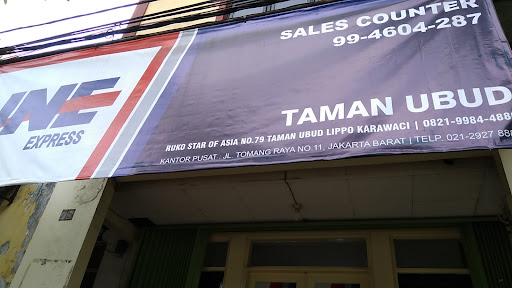 SALES COUNTER
99-4604-287
JNE
EXPRESS
TAMAN UBUD
RUKO STAR OF ASIA NO.79 TAMAN UBUD LIPPO KARAWACI | 0821-9984-488
KANTOR PUSAT : JL. TOMANG RAYA NO 11, JAKARTA BARAT | TELP. 021-2927 88